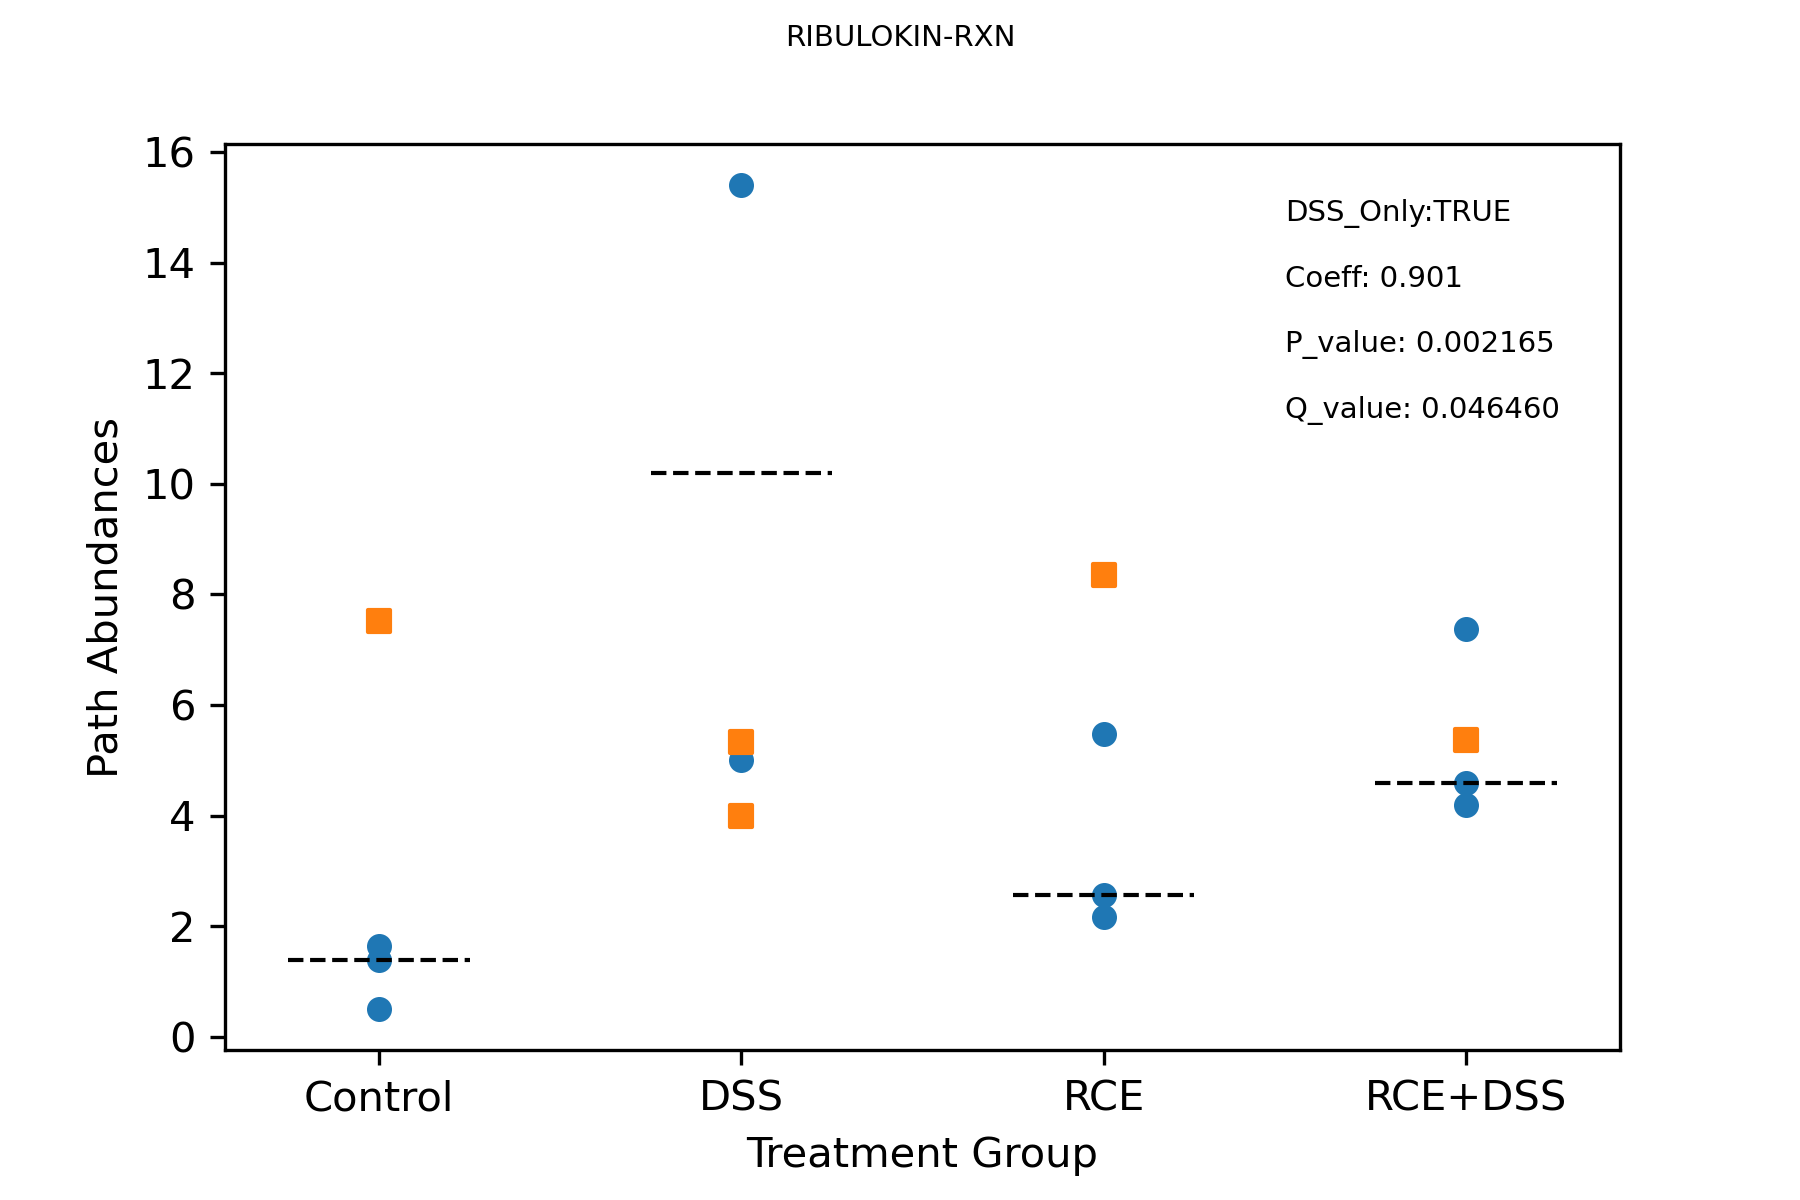 RIBULOKIN-RXN
16
14
12
10
8
6
4
2
0
Path Abundances
DSS_Only:TRUE
Coeff: 0.901
P_value: 0.002165
Q_value: 0.046460
Control
DSS
RCE
RCE+DSS
Treatment Group